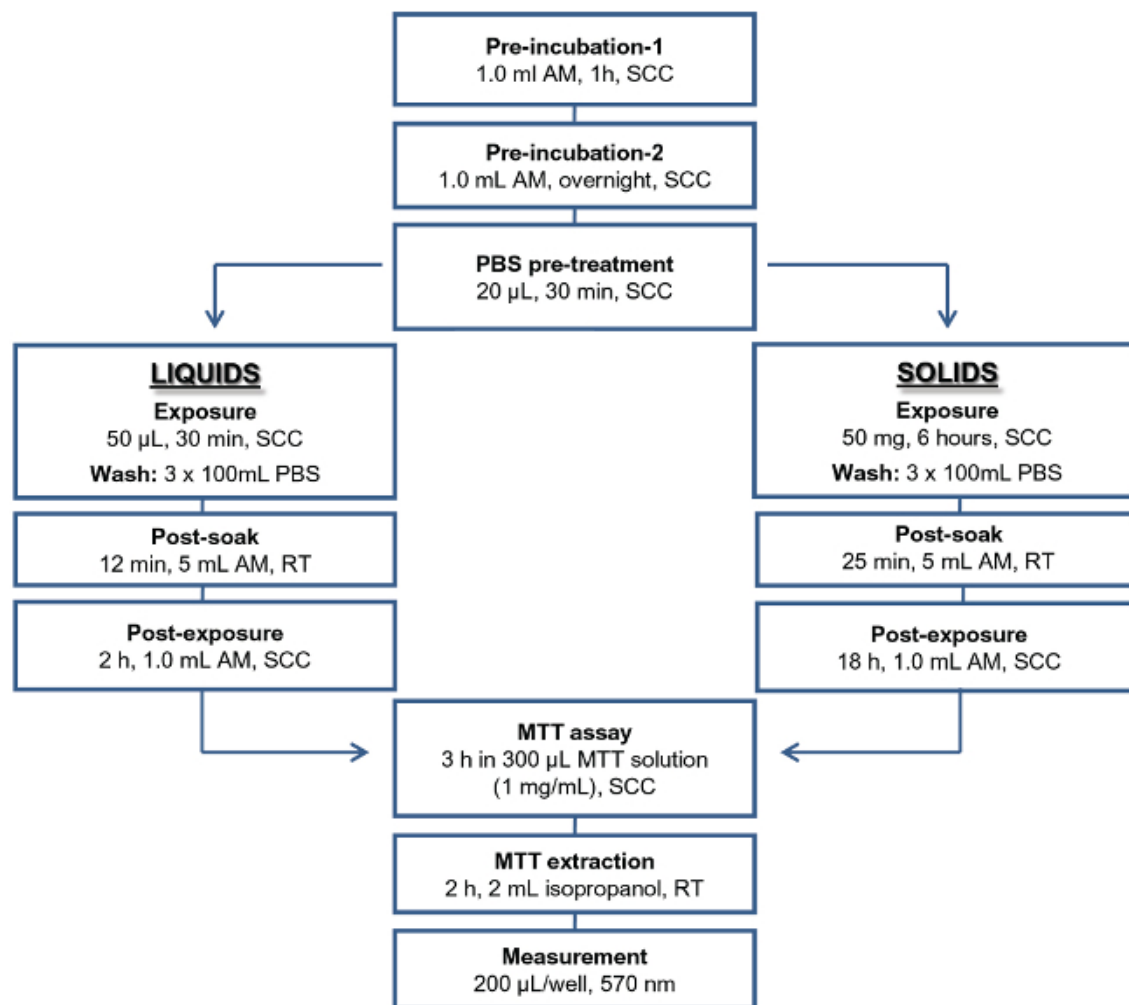 Pre-incubation-1
1.0 ml AM, 1h, SCC
Pre-incubation-2
1.0 mL AM, overnight, SCC
PBS pre-treatment
20 µL, 30 min, SCC
LIQUIDS
Exposure
50 µL, 30 min, SCC
Wash: 3 x 100mL PBS
Post-soak
12 min, 5 mL AM, RT
Post-exposure
2 h, 1.0 mL AM, SCC
SOLIDS
Exposure
50 mg, 6 hours, SCC
Wash: 3 x 100mL PBS
Post-soak
25 min, 5 mL AM, RT
Post-exposure
18 h, 1.0 mL AM, SCC
MTT assay
3 h in 300 µL MTT solution
(1 mg/mL), SCC
MTT extraction
2 h, 2 mL isopropanol, RT
Measurement
200 µL/well, 570 nm